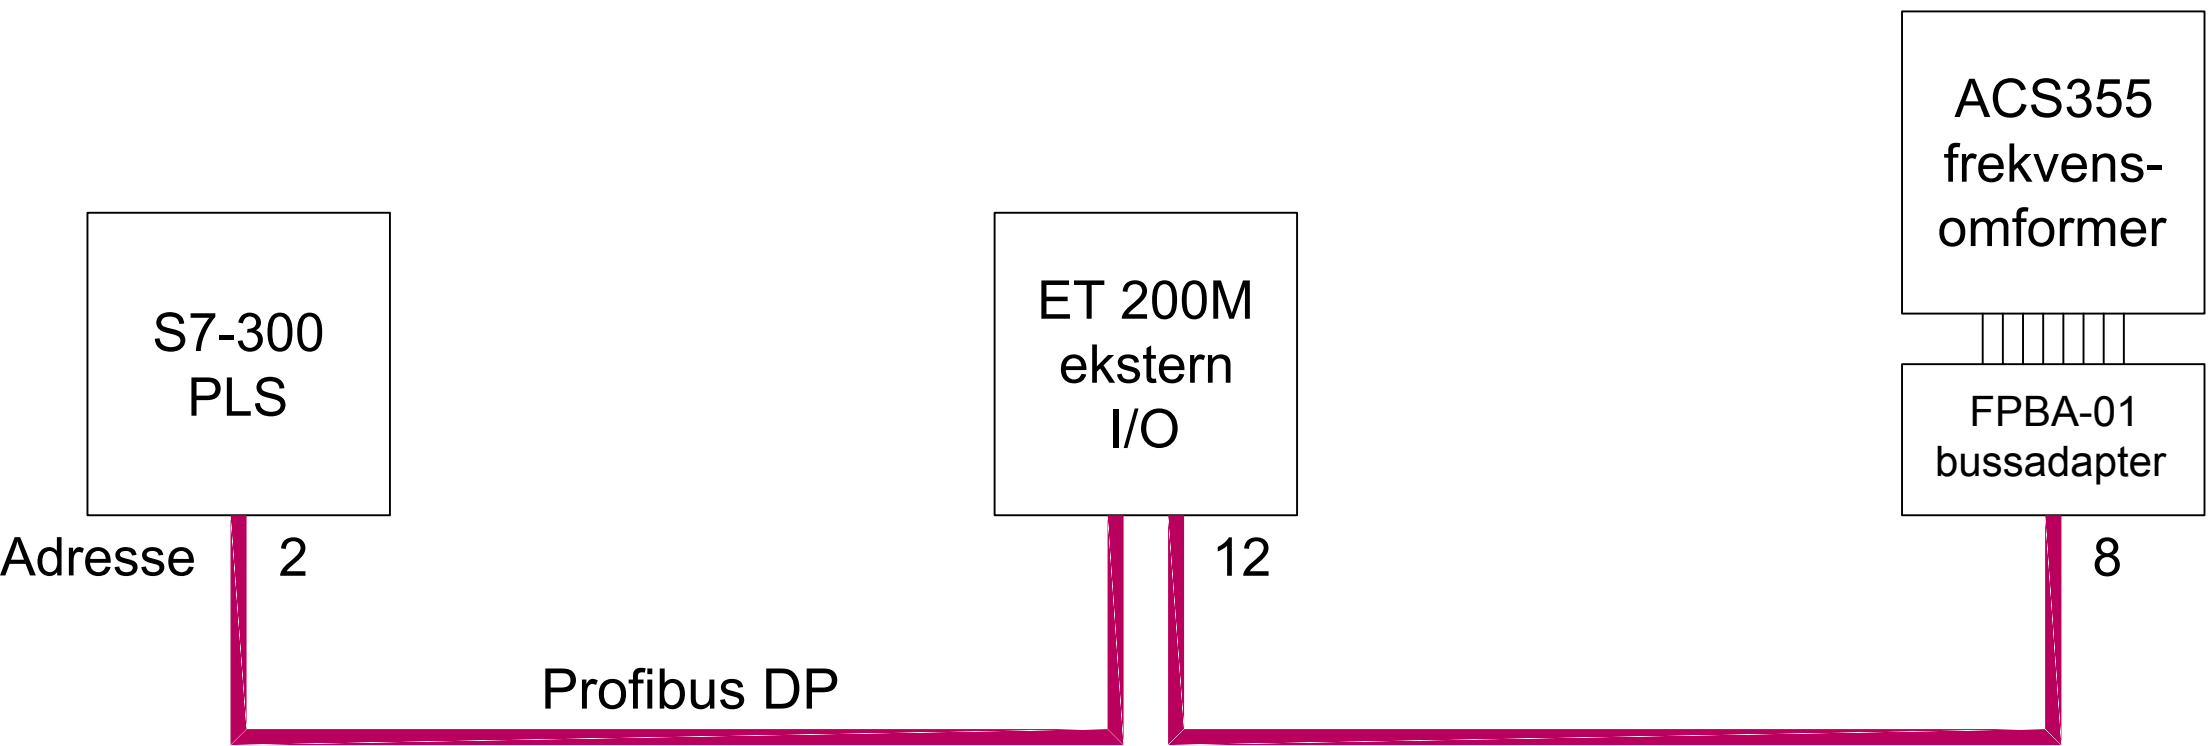 ACS355
frekvens-
omformer
S7-300
PLS
ET 200M
ekstern
I/O
FPBA-01
bussadapter
Adresse 2
12
8
Profibus DP